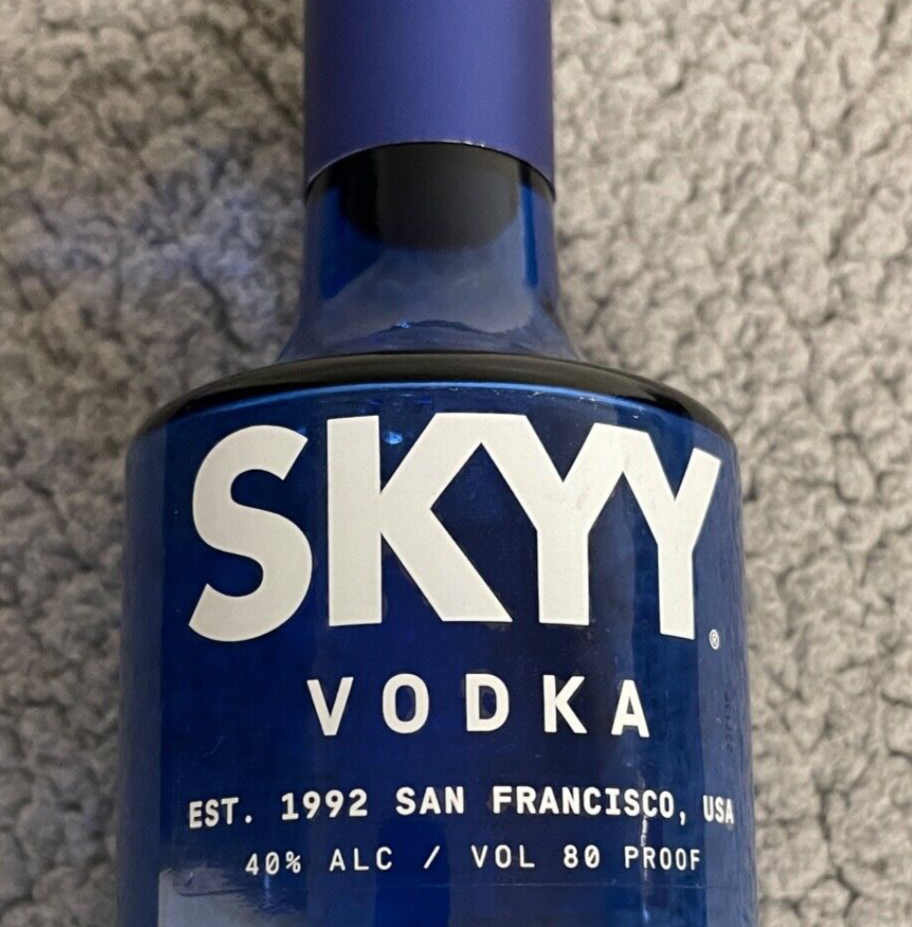 SKYY®
VODKA
EST. 1992 SAN FRANCISCO, USA
40% ALC / VOL 80 PROOF